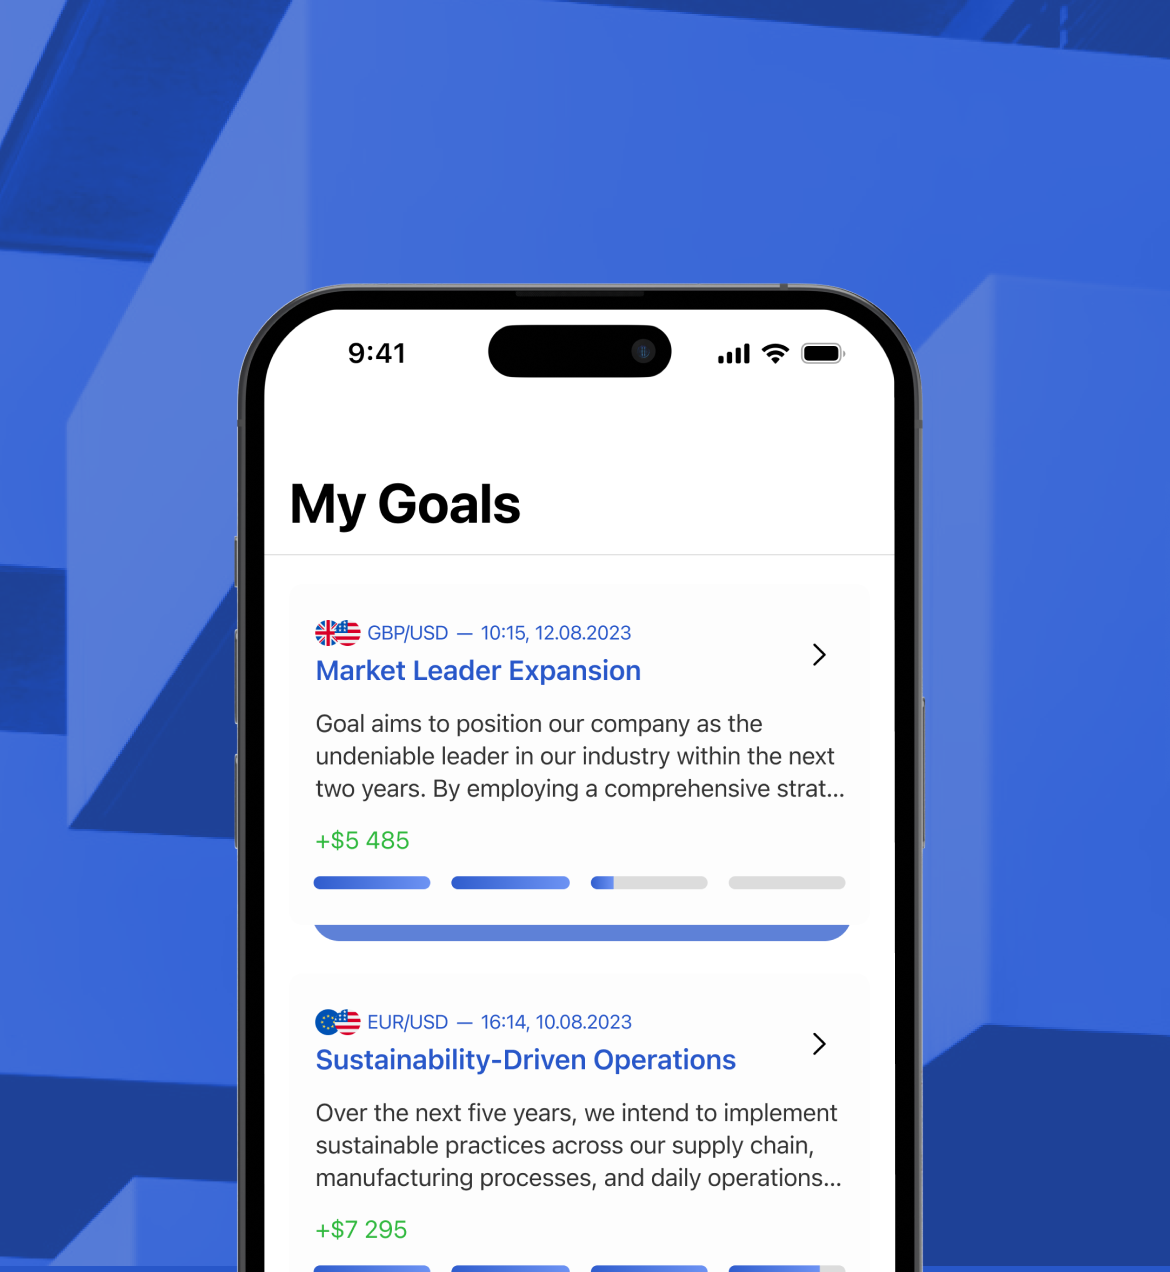 9:41
My Goals
GBP/USD — 10:15, 12.08.2023
Market Leader Expansion
Goal aims to position our company as the
undeniable leader in our industry within the next
two years. By employing a comprehensive strat...
+$5 485
EUR/USD — 16:14, 10.08.2023
Sustainability-Driven Operations
Over the next five years, we intend to implement
sustainable practices across our supply chain,
manufacturing processes, and daily operations...
+$7 295